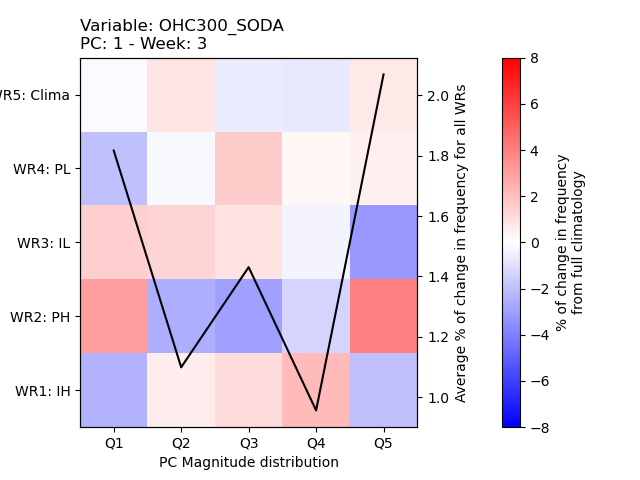 Variable: OHC300_SODA
PC: 1 - Week: 3
WR5: Clima
WR4: PL
WR3: IL
WR2: PH
WR1: IH
Q1 Q2 Q3 Q4 Q5
PC Magnitude distribution
2.0
1.8
1.6
1.4
1.2
1.0
Average % of change in frequency for all WRs
8
6
4
2
0
−2
−4
−6
−8
% of change in frequency
from full climatology